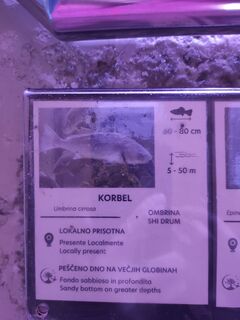 60 - 80 cm
5 - 50 m
KORBEL
Umbrina cirrosa
OMBRINA
SHI DRUM
LOKALNO PRISOTNA
Presente Localmente
Locally present
PEŠČENO DNO NA VEČJIH GLOBINAH
Fondo sabbioso in profondità
Sandy bottom on greater depths